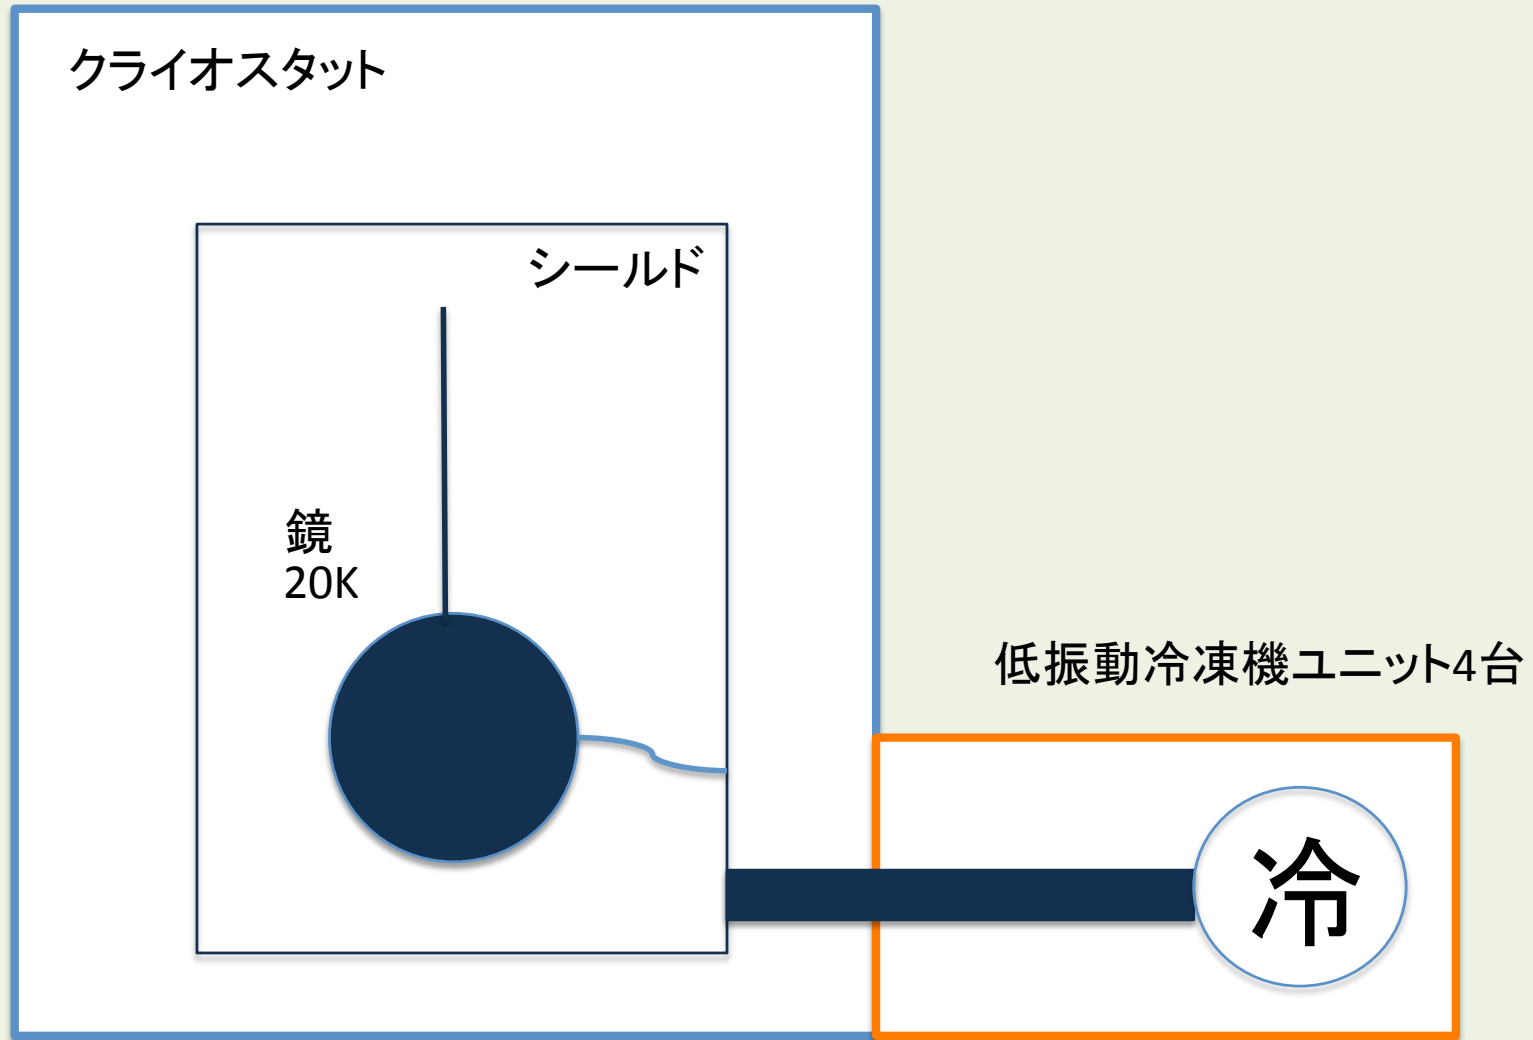 クライオスタット
シールド
鏡
20K
低振動冷凍機ユニット4台
冷